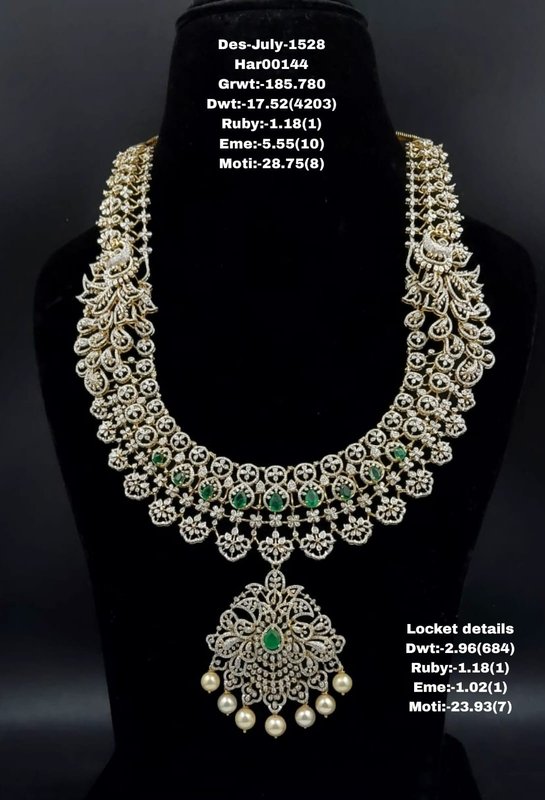 Des-July-1528
Har00144
Grwt:-185.780
Dwt:-17.52(4203)
Ruby:-1.18(1)
Eme:-5.55(10)
Moti:-28.75(8)
Locket details
Dwt:-2.96(684)
Ruby:-1.18(1)
Eme:-1.02(1)
Moti:-23.93(7)